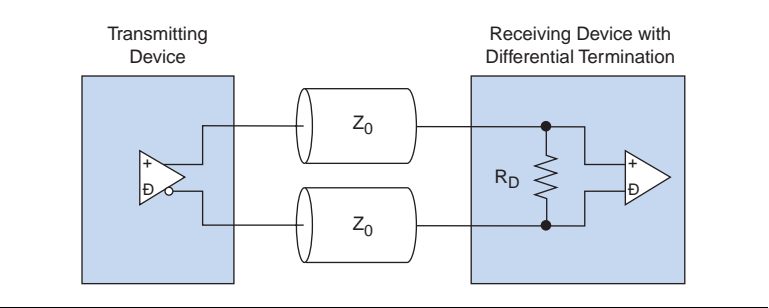 Transmitting
Device
Receiving Device with
Differential Termination
Z0
Z0
RD
+
Đ
+
Đ